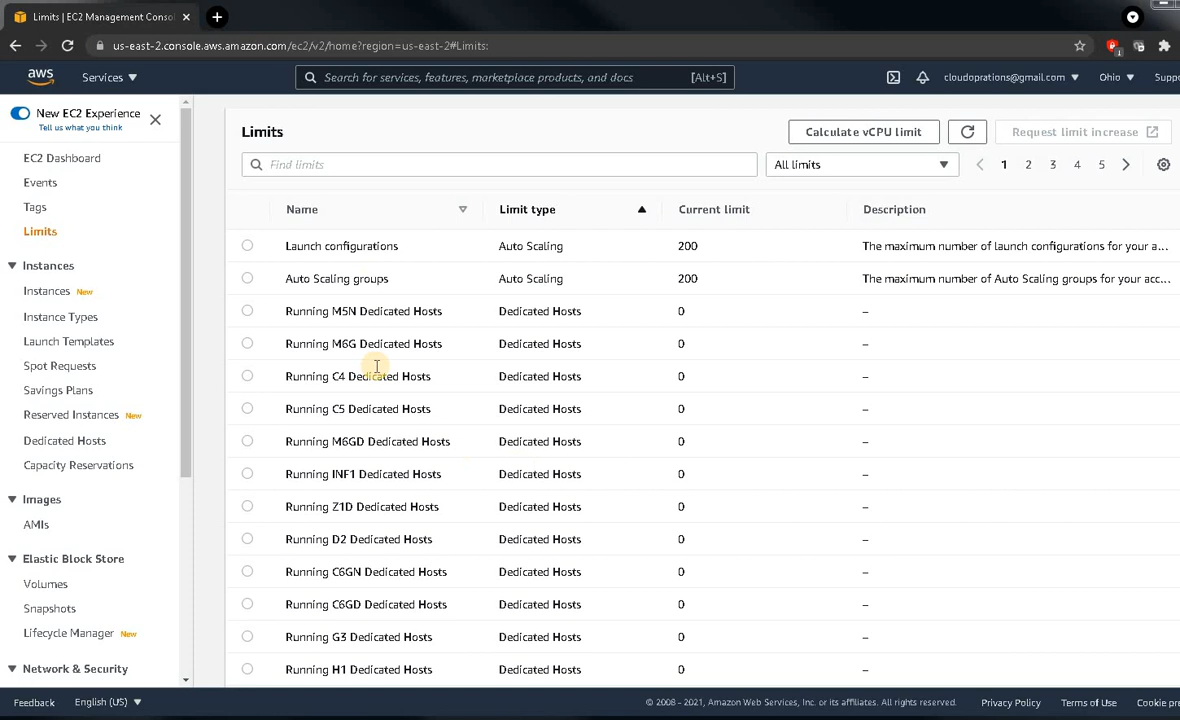 Limits | EC2 Management Conso
us-east-2.console.aws.amazon.com/ec2/v2/home?region=us-east-2#Limits:
aws
Services
Search for services, features, marketplace products, and docs
[Alt+S]
cloudoprations@gmail.com
Ohio
Suppo
New EC2 Experience
Tell us what you think
EC2 Dashboard
Events
Tags
Limits
Instances
Instances New
Instance Types
Launch Templates
Spot Requests
Savings Plans
Reserved Instances New
Dedicated Hosts
Capacity Reservations
Images
AMIs
Elastic Block Store
Volumes
Snapshots
Lifecycle Manager New
Network & Security
Limits
Calculate vCPU limit
Request limit increase
Find limits
All limits
1 2 3 4 5
Name Limit type Current limit Description
Launch configurations Auto Scaling 200 The maximum number of launch configurations for your a...
Auto Scaling groups Auto Scaling 200 The maximum number of Auto Scaling groups for your acc...
Running M5N Dedicated Hosts Dedicated Hosts 0 –
Running M6G Dedicated Hosts Dedicated Hosts 0 –
Running C4 Dedicated Hosts Dedicated Hosts 0 –
Running C5 Dedicated Hosts Dedicated Hosts 0 –
Running M6GD Dedicated Hosts Dedicated Hosts 0 –
Running INF1 Dedicated Hosts Dedicated Hosts 0 –
Running Z1D Dedicated Hosts Dedicated Hosts 0 –
Running D2 Dedicated Hosts Dedicated Hosts 0 –
Running C6GN Dedicated Hosts Dedicated Hosts 0 –
Running C6GD Dedicated Hosts Dedicated Hosts 0 –
Running G3 Dedicated Hosts Dedicated Hosts 0 –
Running H1 Dedicated Hosts Dedicated Hosts 0 –
Feedback
English (US)
© 2008 - 2021, Amazon Web Services, Inc. or its affiliates. All rights reserved.
Privacy Policy
Terms of Use
Cookie pre